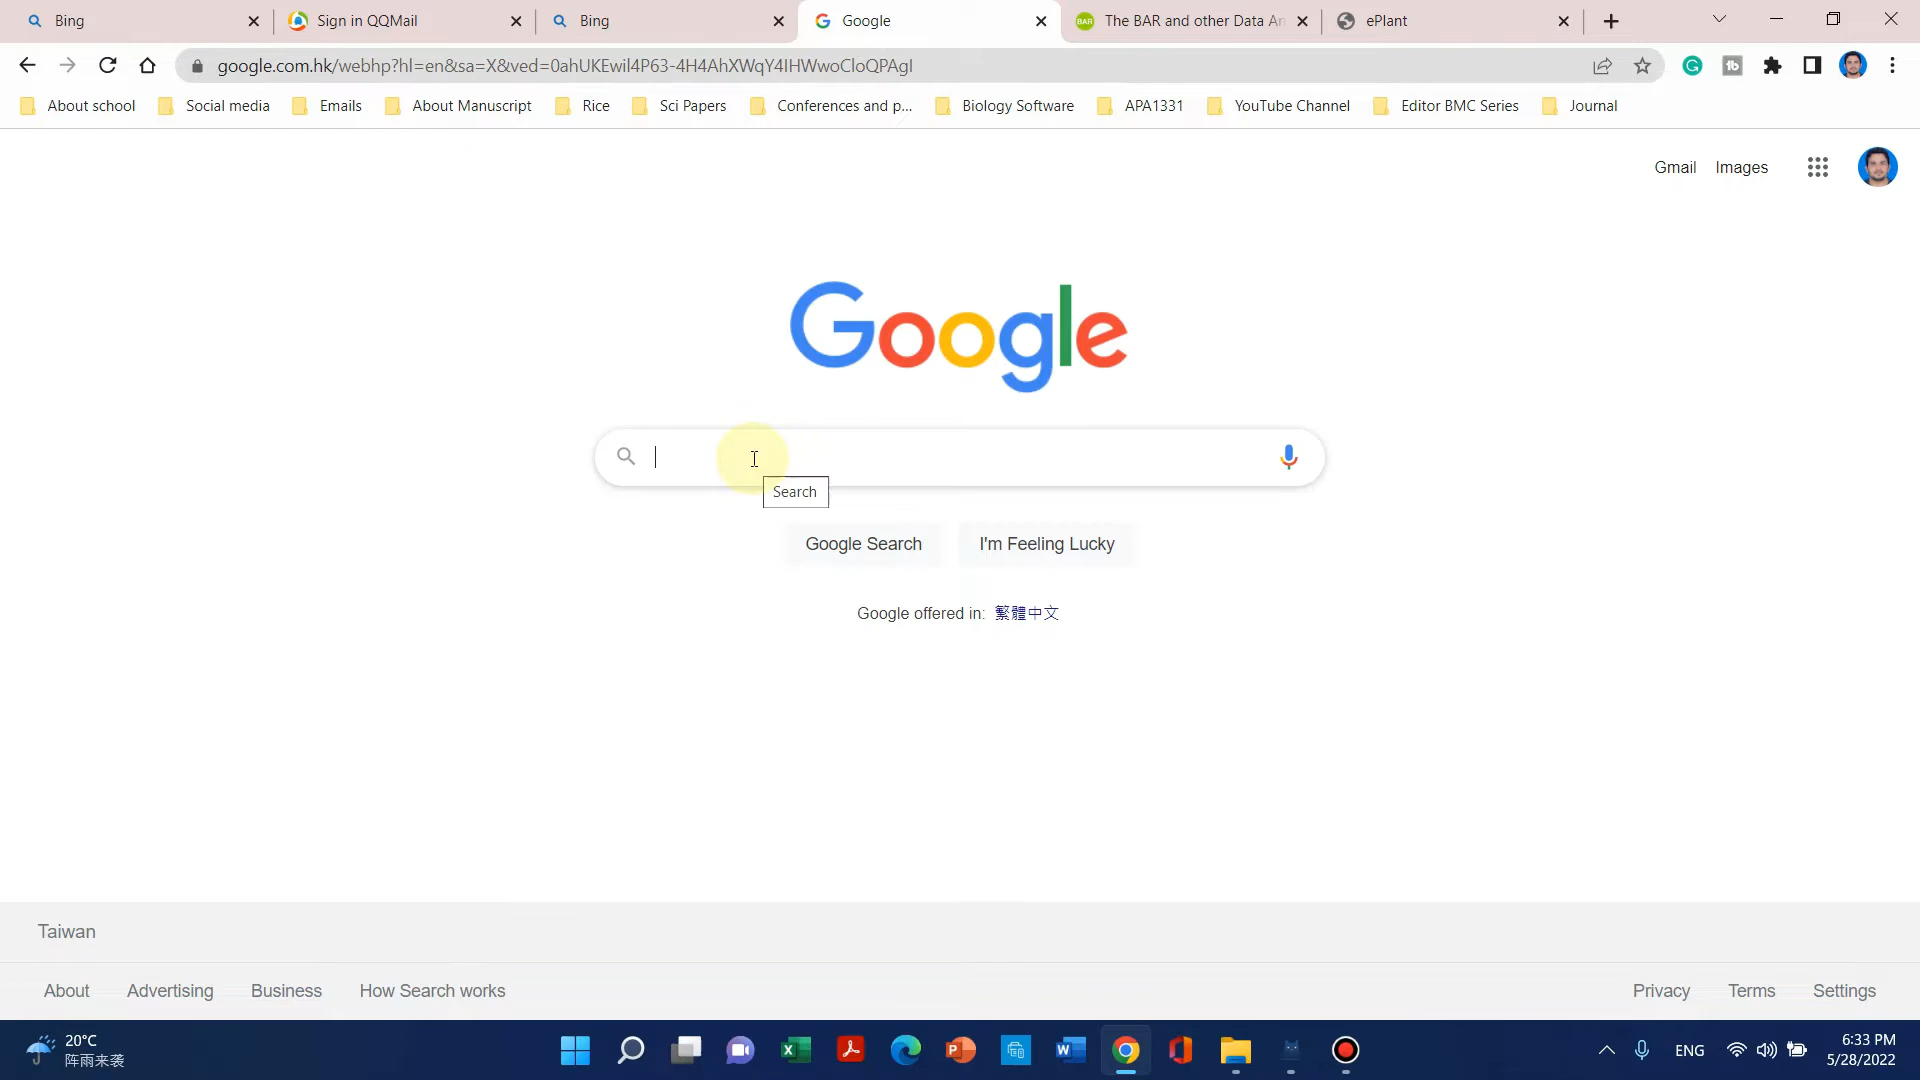 Bing
Sign in QQMail
Bing
Google
The BAR and other Data An
ePlant
google.com.hk/webhp?hl=en&sa=X&ved=0ahUKEwil4P63-4H4AhXWqY4IHWwoCloQPAgI
About school
Social media
Emails
About Manuscript
Rice
Sci Papers
Conferences and p...
Biology Software
APA1331
YouTube Channel
Editor BMC Series
Journal
Gmail
Images
Google
Search
Google Search
I'm Feeling Lucky
Google offered in: 繁體中文
Taiwan
About
Advertising
Business
How Search works
Privacy
Terms
Settings
20°C
阵雨来袭
ENG
6:33 PM
5/28/2022